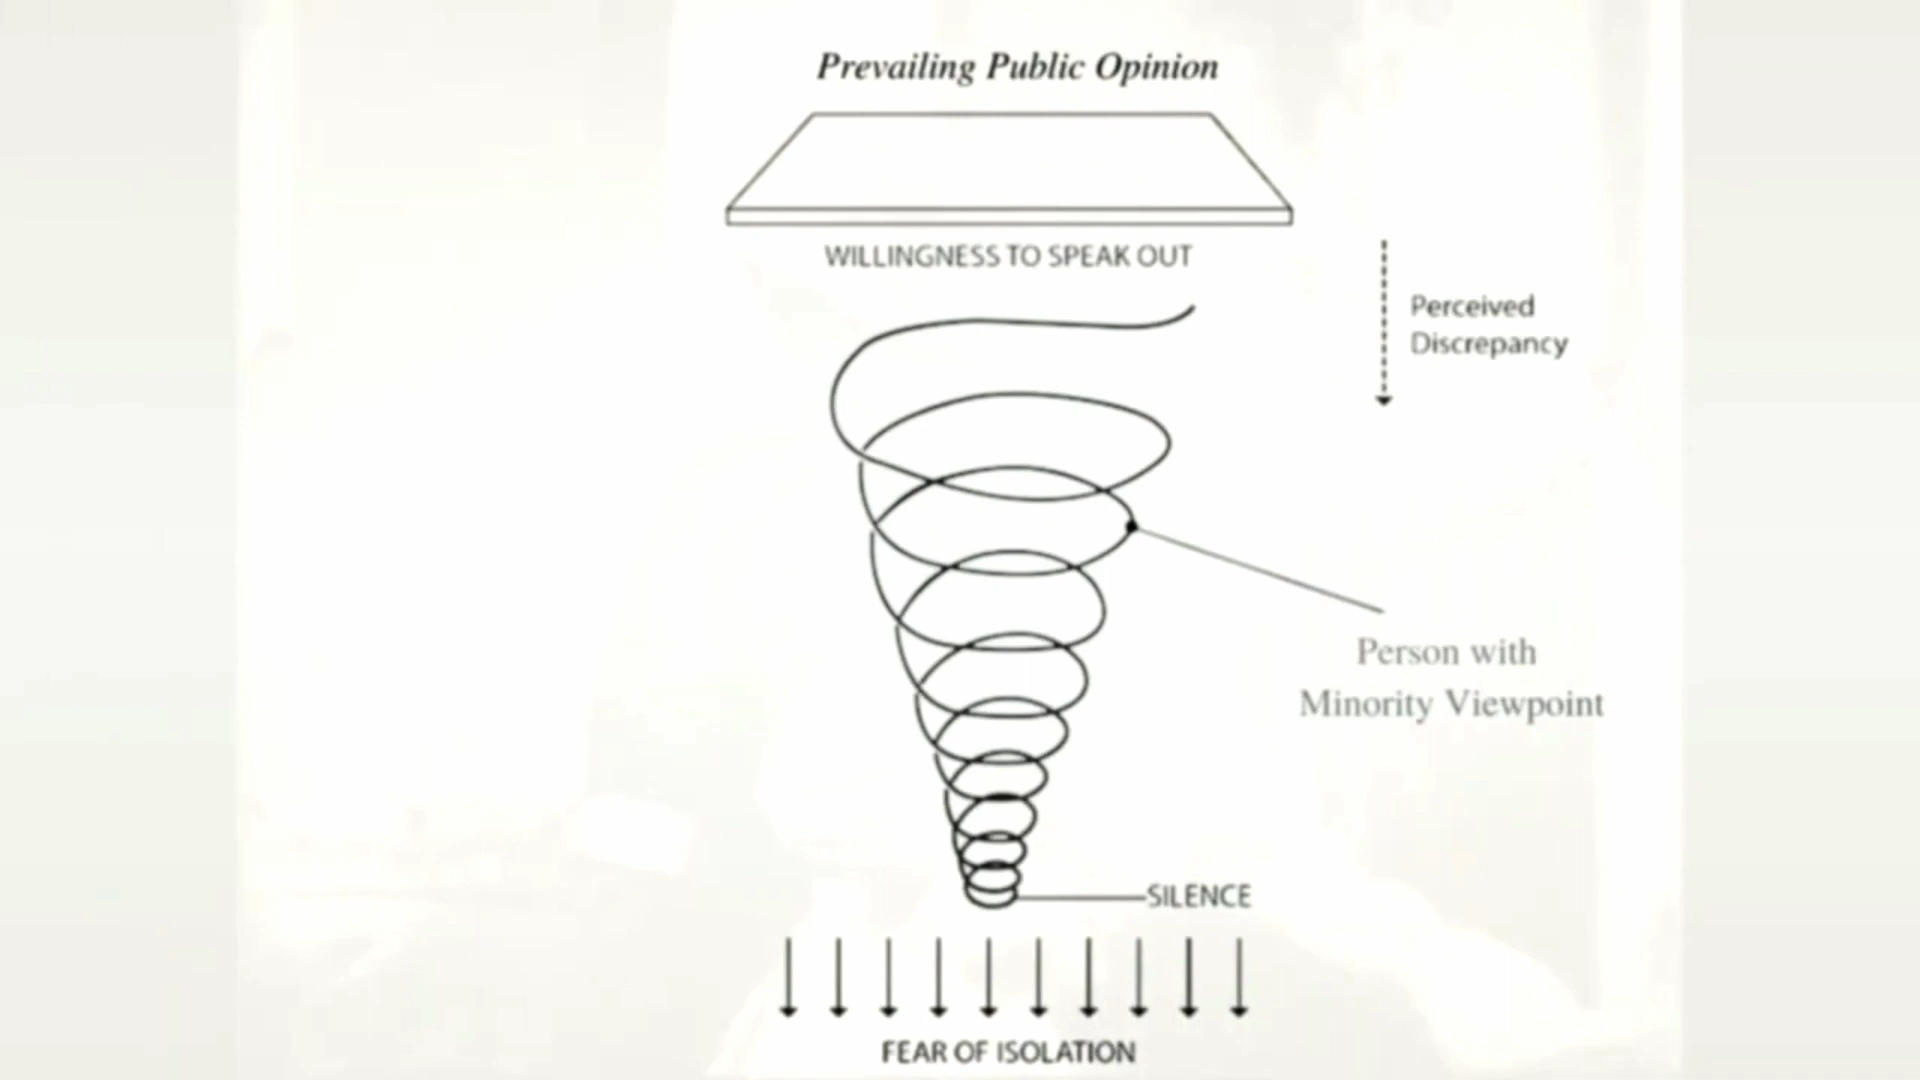 Prevailing Public Opinion
WILLINGNESS TO SPEAK OUT
Perceived
Discrepancy
Person with
Minority Viewpoint
SILENCE
FEAR OF ISOLATION